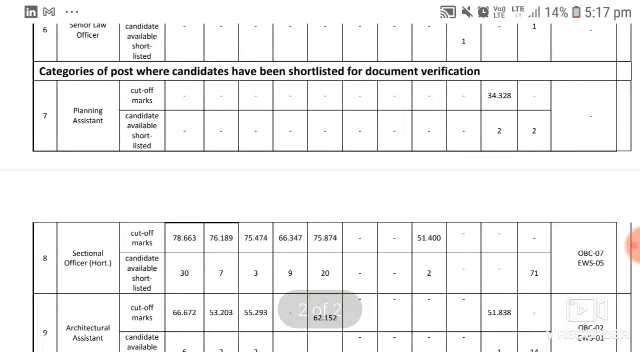 14% 5:17 pm
6 Senior Law Officer candidate available short-listed - - - - - - - - 1 - 1 -
Categories of post where candidates have been shortlisted for document verification
7 Planning Assistant cut-off marks - - - - - - - - - 34.328 - -
candidate available short-listed - - - - - - - - - 2 2
8 Sectional Officer (Hort.) cut-off marks 78.663 76.189 75.474 66.347 75.874 - - 51.400 - - - OBC-07 EWS-05
candidate available short-listed 30 7 3 9 20 - - 2 - - 71
2 of 2
9 Architectural Assistant cut-off marks 66.672 53.203 55.293 - 62.152 - - - - 51.838 - OBC-02 EWS-01
candidate available